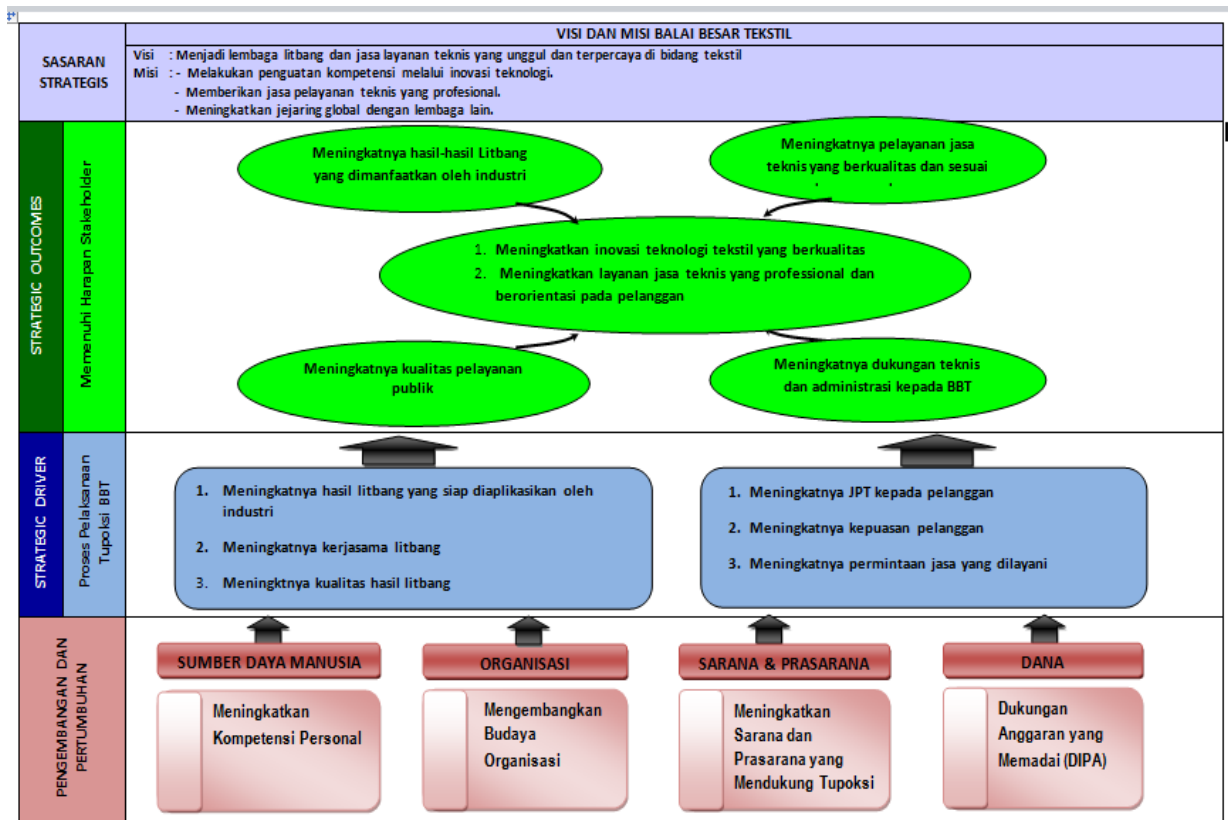 VISI DAN MISI BALAI BESAR TEKSTIL
SASARAN
STRATEGIS
Visi : Menjadi lembaga litbang dan jasa layanan teknis yang unggul dan terpercaya di bidang tekstil
Misi : - Melakukan penguatan kompetensi melalui inovasi teknologi.
- Memberikan jasa pelayanan teknis yang profesional.
- Meningkatkan jejaring global dengan lembaga lain.
STRATEGIC OUTCOMES
Memenuhi Harapan Stakeholder
Meningkatnya hasil-hasil Litbang
yang dimanfaatkan oleh industri
Meningkatnya pelayanan jasa
teknis yang berkualitas dan sesuai
1. Meningkatkan inovasi teknologi tekstil yang berkualitas
2. Meningkatkan layanan jasa teknis yang professional dan
berorientasi pada pelanggan
Meningkatnya kualitas pelayanan
publik
Meningkatnya dukungan teknis
dan administrasi kepada BBT
STRATEGIC DRIVER
Proses Pelaksanaan
Tupoksi BBT
1. Meningkatnya hasil litbang yang siap diaplikasikan oleh
industri
2. Meningkatnya kerjasama litbang
3. Meningktnya kualitas hasil litbang
1. Meningkatnya JPT kepada pelanggan
2. Meningkatnya kepuasan pelanggan
3. Meningkatnya permintaan jasa yang dilayani
PENGEMBANGAN DAN
PERTUMBUHAN
SUMBER DAYA MANUSIA
Meningkatkan
Kompetensi Personal
ORGANISASI
Mengembangkan
Budaya
Organisasi
SARANA & PRASARANA
Meningkatkan
Sarana dan
Prasarana yang
Mendukung Tupoksi
DANA
Dukungan
Anggaran yang
Memadai (DIPA)